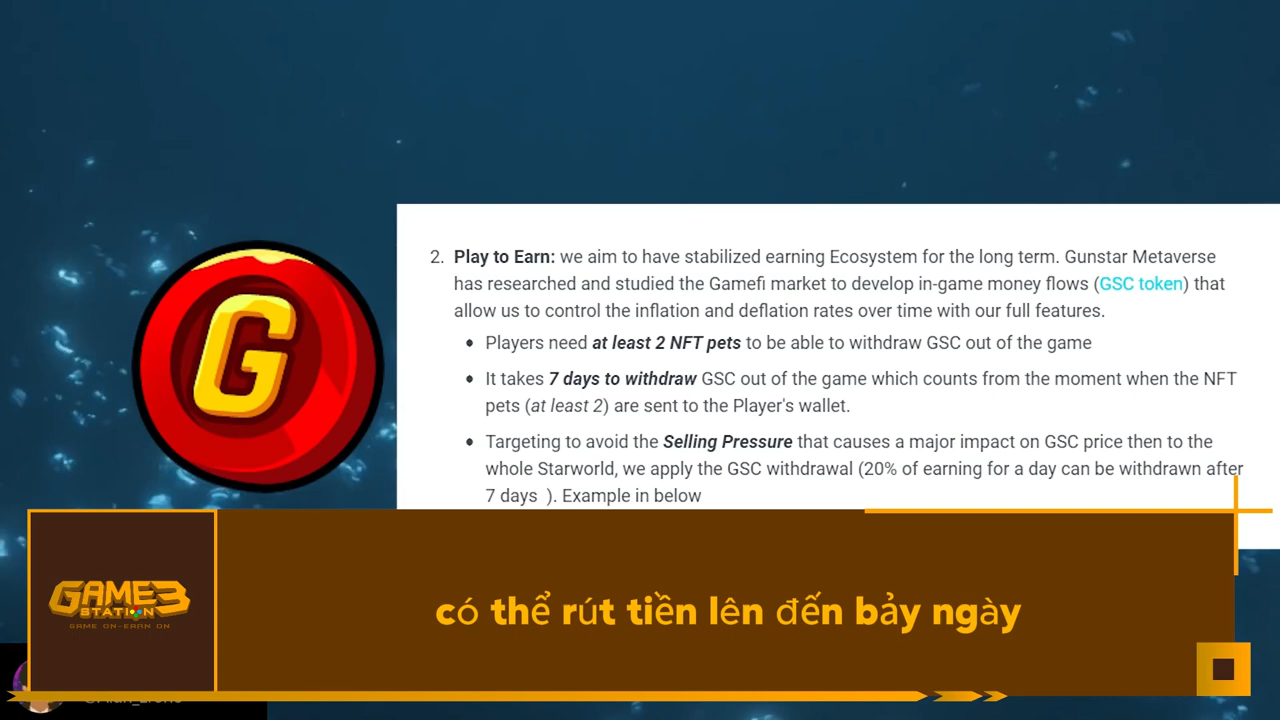 G
2. Play to Earn: we aim to have stabilized earning Ecosystem for the long term. Gunstar Metaverse
has researched and studied the Gamefi market to develop in-game money flows (GSC token) that
allow us to control the inflation and deflation rates over time with our full features.
• Players need at least 2 NFT pets to be able to withdraw GSC out of the game
• It takes 7 days to withdraw GSC out of the game which counts from the moment when the NFT
pets (at least 2) are sent to the Player's wallet.
• Targeting to avoid the Selling Pressure that causes a major impact on GSC price then to the
whole Starworld, we apply the GSC withdrawal (20% of earning for a day can be withdrawn after
7 days ). Example in below
GAME3
STATION
GAME ON-EARN ON
có thể rút tiền lên đến bảy ngày